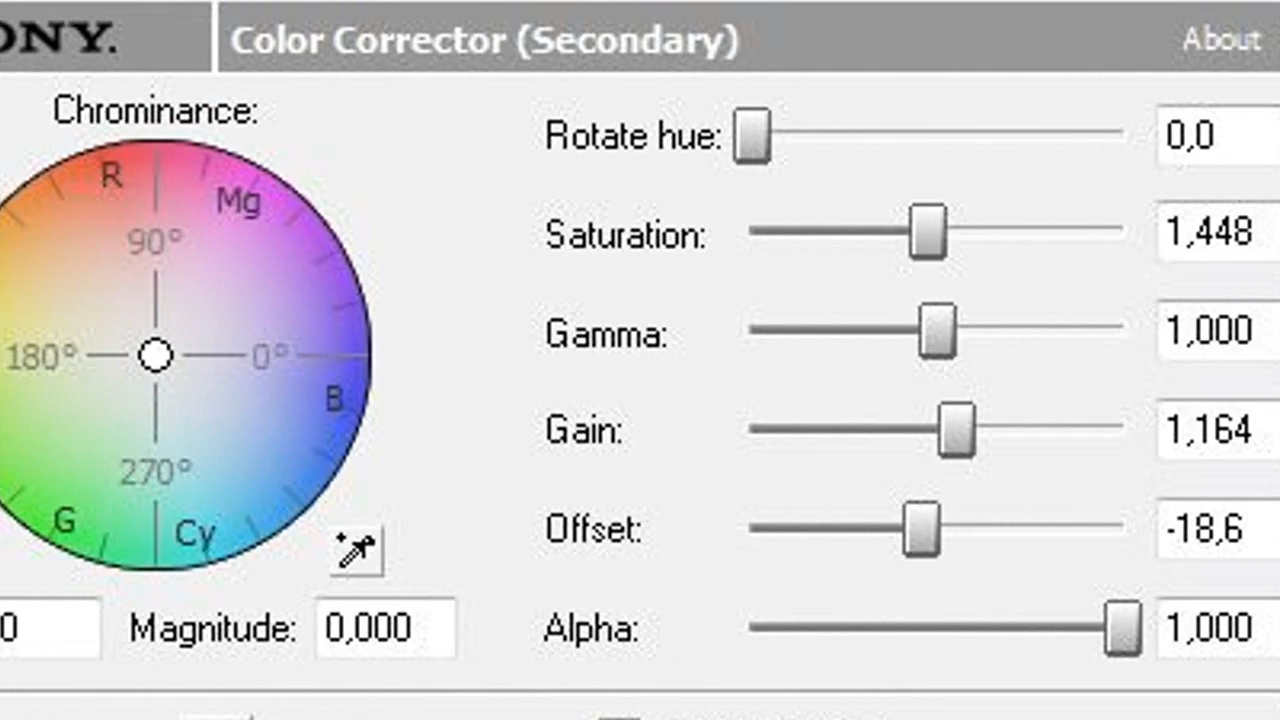 ONY.
Color Corrector (Secondary)
About
Chrominance:
R
Mg
90°
180°
0°
B
270°
G
Cy
0
Magnitude: 0,000
Rotate hue: 0,0
Saturation: 1,448
Gamma: 1,000
Gain: 1,164
Offset: -18,6
Alpha: 1,000